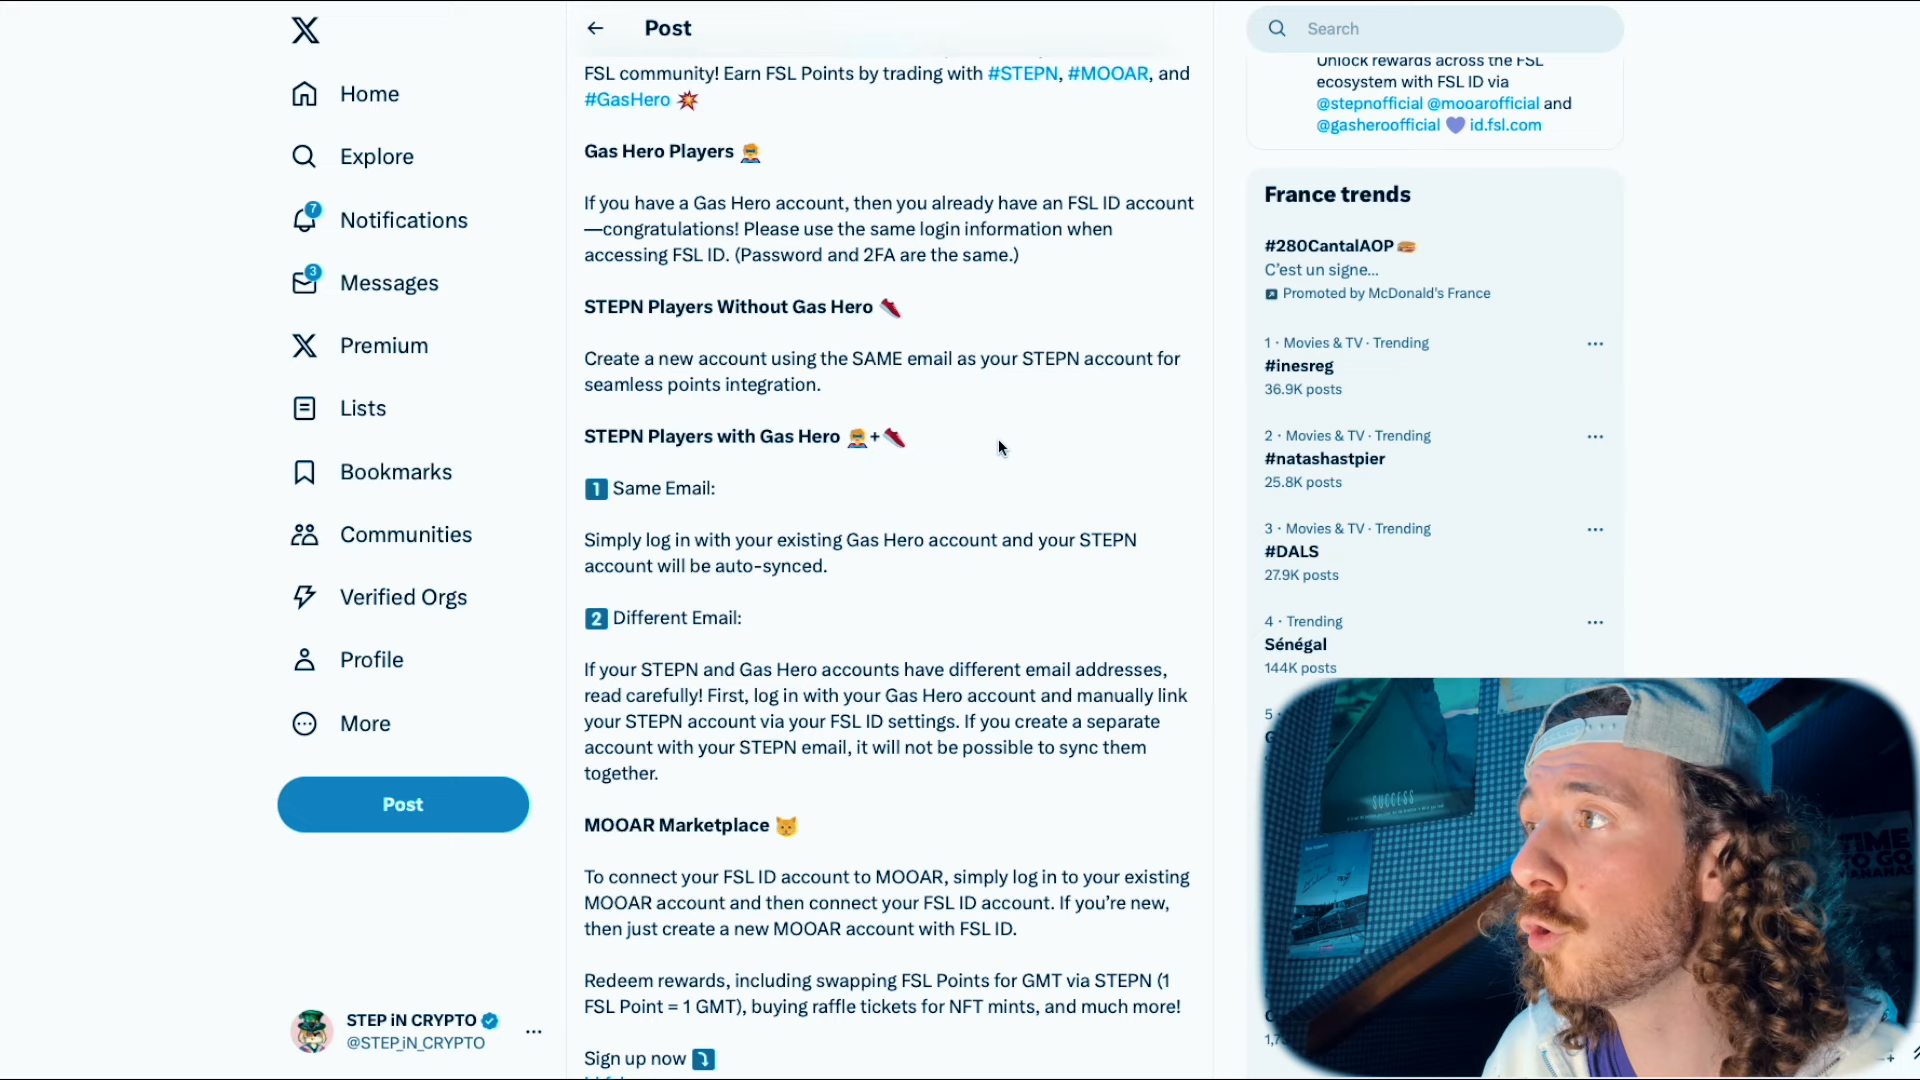 Home
Explore
7
Notifications
3
Messages
Premium
Lists
Bookmarks
Communities
Verified Orgs
Profile
More
Post
STEP iN CRYPTO
@STEP_iN_CRYPTO
Post
FSL community! Earn FSL Points by trading with #STEPN, #MOOAR, and
#GasHero 💥
Gas Hero Players
If you have a Gas Hero account, then you already have an FSL ID account
—congratulations! Please use the same login information when
accessing FSL ID. (Password and 2FA are the same.)
STEPN Players Without Gas Hero
Create a new account using the SAME email as your STEPN account for
seamless points integration.
STEPN Players with Gas Hero +
1 Same Email:
Simply log in with your existing Gas Hero account and your STEPN
account will be auto-synced.
2 Different Email:
If your STEPN and Gas Hero accounts have different email addresses,
read carefully! First, log in with your Gas Hero account and manually link
your STEPN account via your FSL ID settings. If you create a separate
account with your STEPN email, it will not be possible to sync them
together.
MOOAR Marketplace
To connect your FSL ID account to MOOAR, simply log in to your existing
MOOAR account and then connect your FSL ID account. If you’re new,
then just create a new MOOAR account with FSL ID.
Redeem rewards, including swapping FSL Points for GMT via STEPN (1
FSL Point = 1 GMT), buying raffle tickets for NFT mints, and much more!
Sign up now
Search
Unlock rewards across the FSL
ecosystem with FSL ID via
@stepnofficial @mooarofficial and
@gasheroofficial 💜 id.fsl.com
France trends
#280CantalAOP
C’est un signe...
Promoted by McDonald's France
1 · Movies & TV · Trending
#inesreg
36.9K posts
2 · Movies & TV · Trending
#natashastpier
25.8K posts
3 · Movies & TV · Trending
#DALS
27.9K posts
4 · Trending
Sénégal
144K posts
5 ·
SUCCESS
TIME
TO GO
BANANAS